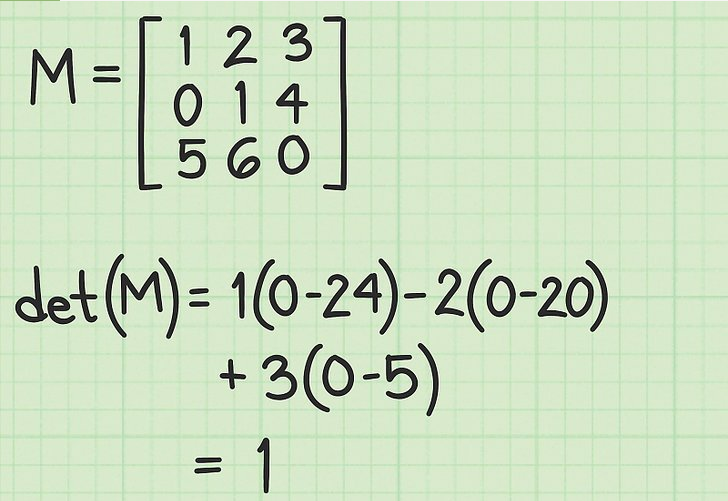 M = [1 2 3
0 1 4
5 6 0]
det(M) = 1(0-24)-2(0-20)
+ 3(0-5)
= 1